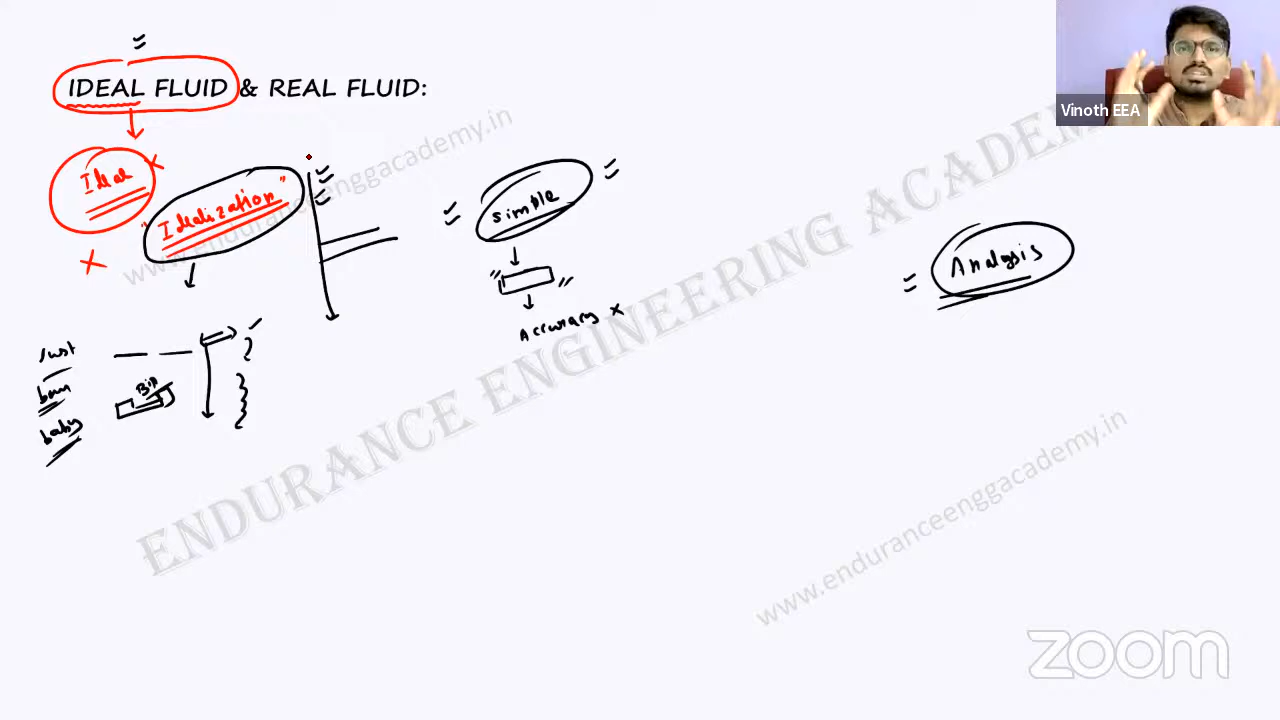 IDEAL FLUID & REAL FLUID:
Vinoth EEA
Ideal x
"Idealization"
x
Simple
Accuracy x
Analysis
Just
born
baby
www.enduranceenggacademy.in
ENDURANCE ENGINEERING ACADEMY
www.enduranceenggacademy.in
zoom